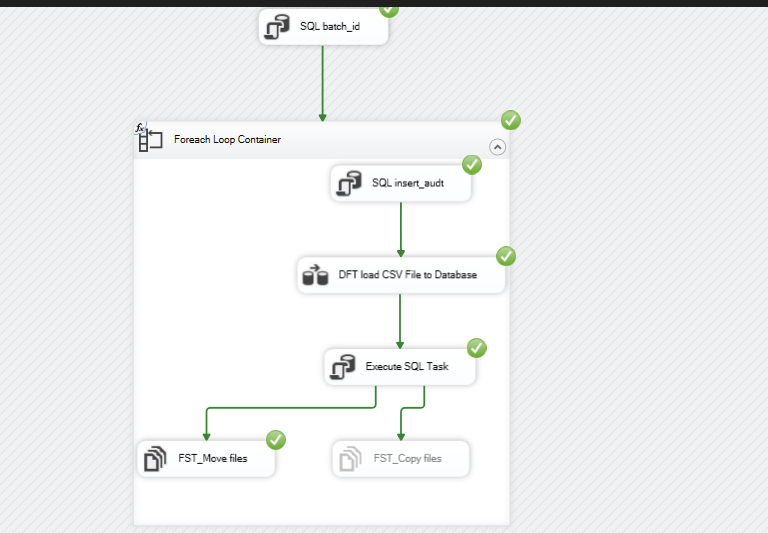 SQL batch_id
fx
Foreach Loop Container
SQL insert_audt
DFT load CSV File to Database
Execute SQL Task
FST_Move files
FST_Copy files